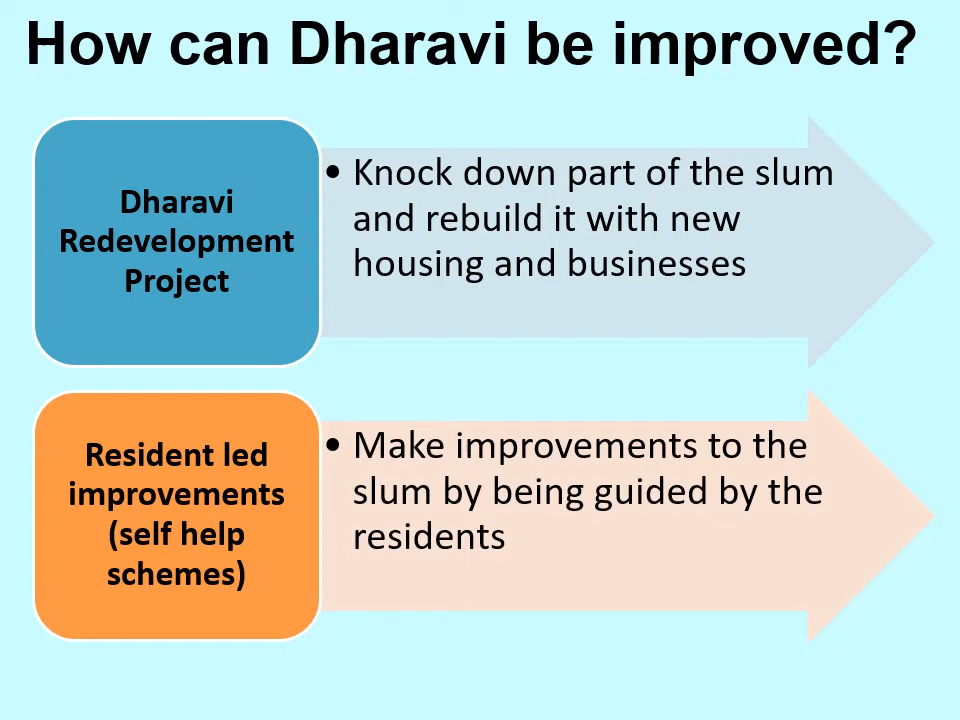 How can Dharavi be improved?
Dharavi
Redevelopment
Project
• Knock down part of the slum
and rebuild it with new
housing and businesses
Resident led
improvements
(self help
schemes)
• Make improvements to the
slum by being guided by the
residents